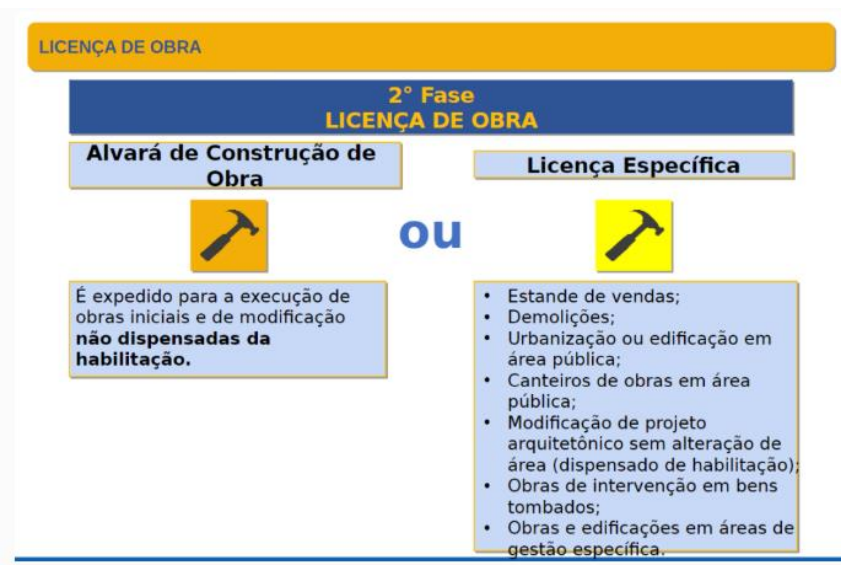 LICENÇA DE OBRA
2° Fase
LICENÇA DE OBRA
Alvará de Construção de
Obra
Licença Específica
ou
É expedido para a execução de
obras iniciais e de modificação
não dispensadas da
habilitação.
• Estande de vendas;
• Demolições;
• Urbanização ou edificação em
área pública;
• Canteiros de obras em área
pública;
• Modificação de projeto
arquitetônico sem alteração de
área (dispensado de habilitação);
• Obras de intervenção em bens
tombados;
• Obras e edificações em áreas de
gestão específica.